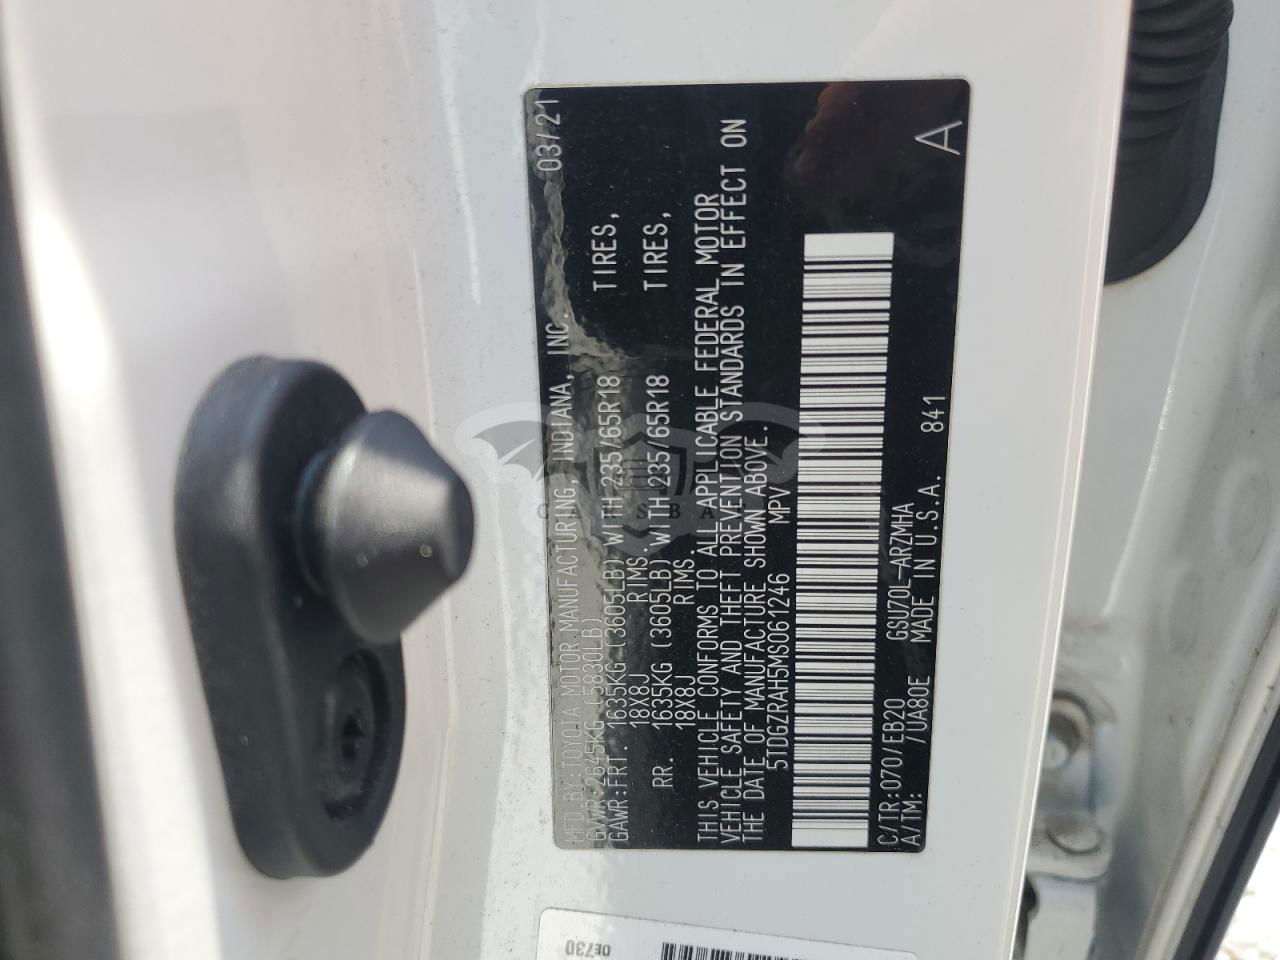 MFD.BY:TOYOTA MOTOR MANUFACTURING, INDIANA, INC. 03/21
GVWR:2645KG (5830LB)
GAWR:FRT. 1635KG(3605LB) WITH 235/65R18 TIRES,
18X8J RIMS.
RR. 1635KG (3605LB) WITH 235/65R18 TIRES,
18X8J RIMS.
THIS VEHICLE CONFORMS TO ALL APPLICABLE FEDERAL MOTOR
VEHICLE SAFETY AND THEFT PREVENTION STANDARDS IN EFFECT ON
THE DATE OF MANUFACTURE SHOWN ABOVE.
5TDGZRAH5MS061246 MPV
C/TR:070/EB20 GSU70L-ARZMHA
A/TM: /UA80E MADE IN U.S.A. 841
A
0E730
CARSBAT